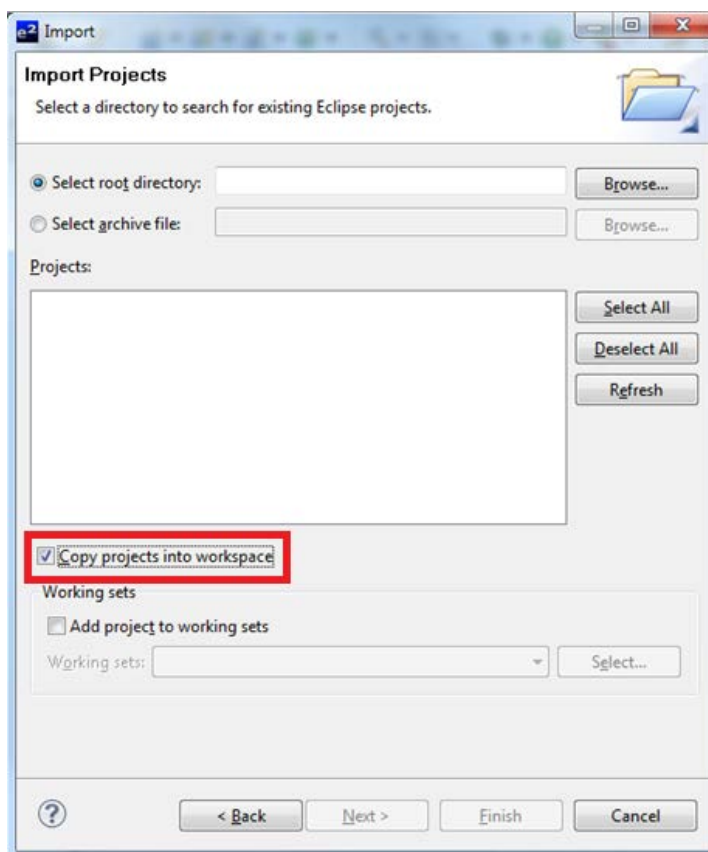 e² Import
Import Projects
Select a directory to search for existing Eclipse projects.
Select root directory:
Browse...
Select archive file:
Browse...
Projects:
Select All
Deselect All
Refresh
Copy projects into workspace
Working sets
Add project to working sets
Working sets:
Select...
?
< Back
Next >
Finish
Cancel